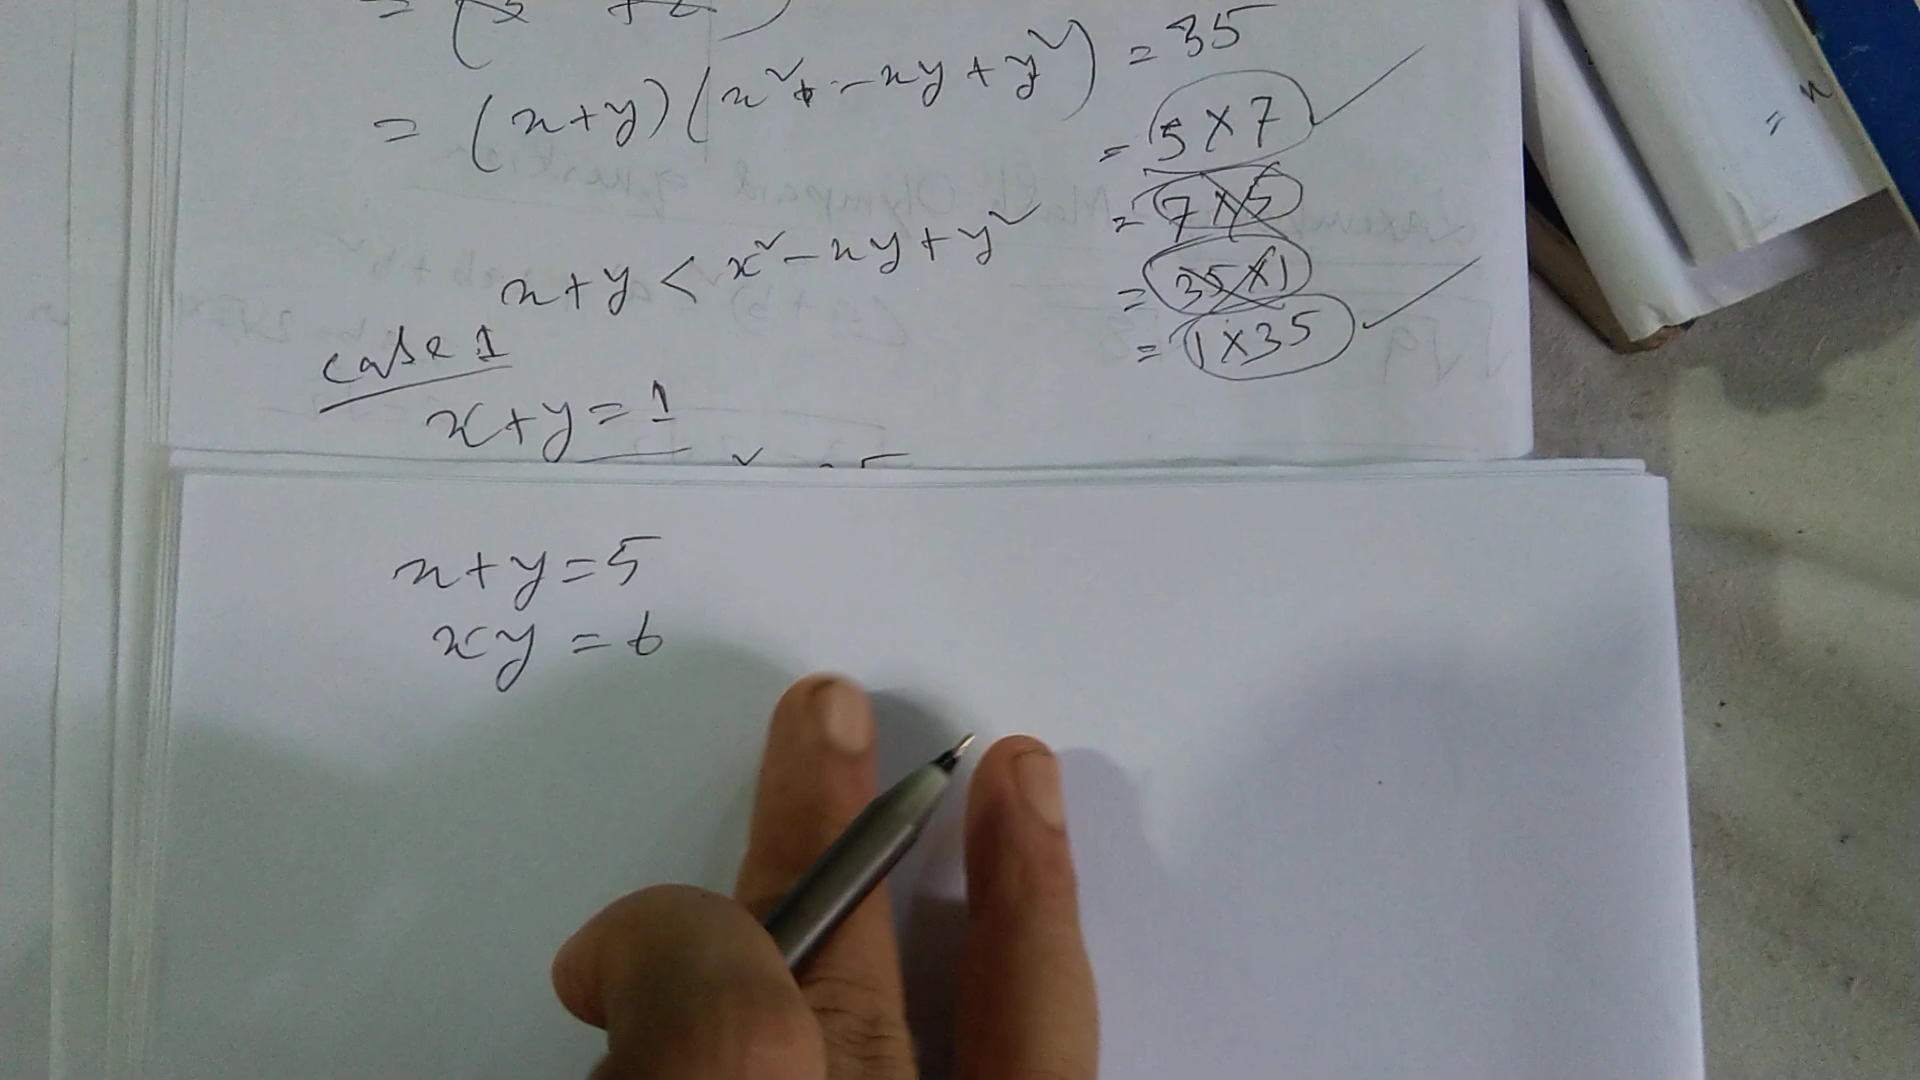 = (x+y)(x²-xy+y²) = 35
= 5×7
= 7×5
= 35×1
= 1×35
x+y < x²-xy+y²
case 1
x+y=1
x+y=5
xy=6